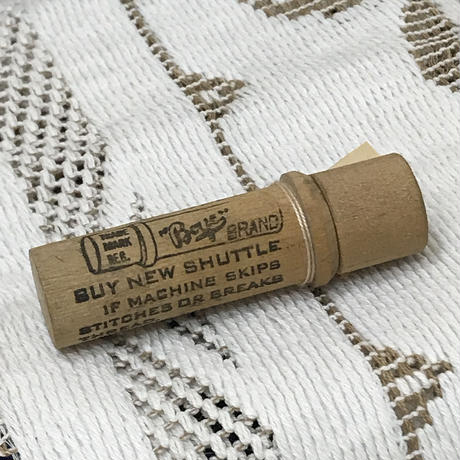 TRADE
MARK
REG.
"Boye"
BRAND
BUY NEW SHUTTLE
IF MACHINE SKIPS
STITCHES OR BREAKS